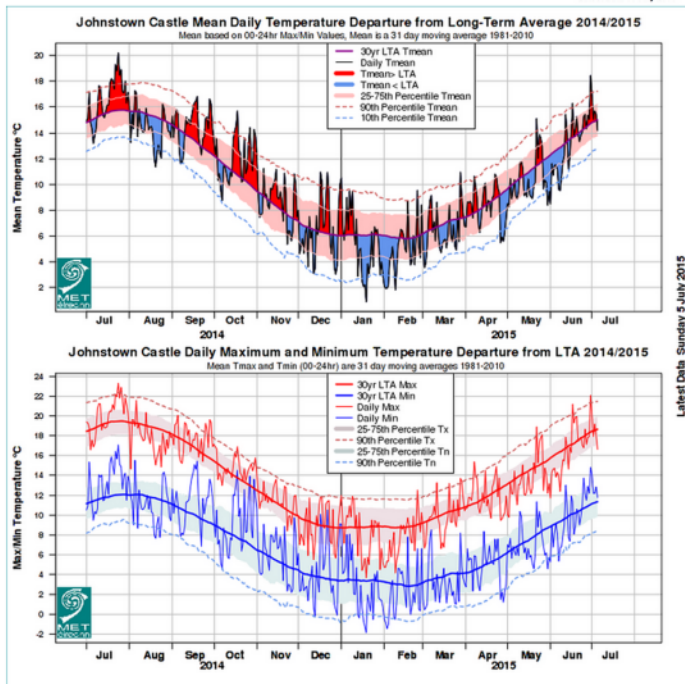 Johnstown Castle Mean Daily Temperature Departure from Long-Term Average 2014/2015
Mean based on 00-24hr Max/Min Values, Mean is a 31 day moving average 1981-2010
Mean Temperature ºC
20
18
16
14
12
10
8
6
4
2
30yr LTA Tmean
Daily Tmean
Tmean> LTA
Tmean < LTA
25-75th Percentile Tmean
90th Percentile Tmean
10th Percentile Tmean
MET
éireann
Jul Aug Sep Oct Nov Dec Jan Feb Mar Apr May Jun Jul
2014 2015
Johnstown Castle Daily Maximum and Minimum Temperature Departure from LTA 2014/2015
Mean Tmax and Tmin (00-24hr) are 31 day moving averages 1981-2010
Max/Min Temperature ºC
24
22
20
18
16
14
12
10
8
6
4
2
0
-2
30yr LTA Max
30yr LTA Min
Daily Max
Daily Min
25-75th Percentile Tx
90th Percentile Tx
25-75th Percentile Tn
90th Percentile Tn
MET
éireann
Jul Aug Sep Oct Nov Dec Jan Feb Mar Apr May Jun Jul
2014 2015
Latest Data Sunday 5 July 2015